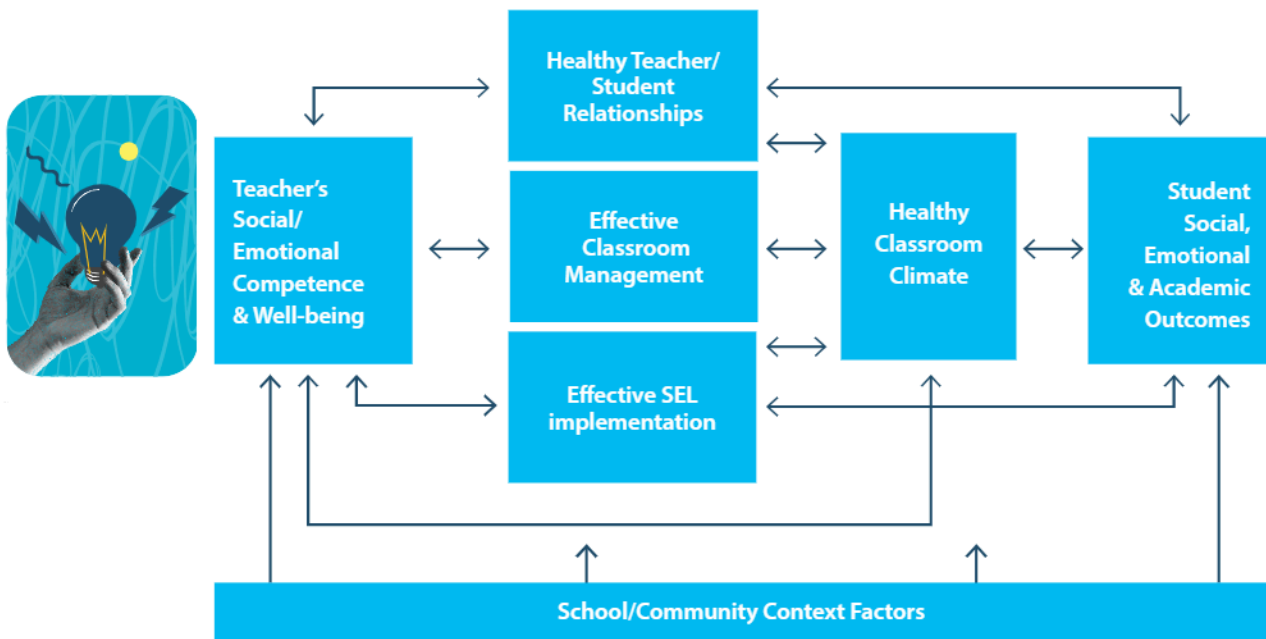 Healthy Teacher/
Student
Relationships
Teacher's
Social/
Emotional
Competence
& Well-being
Effective
Classroom
Management
Healthy
Classroom
Climate
Student
Social,
Emotional
& Academic
Outcomes
Effective SEL
implementation
School/Community Context Factors